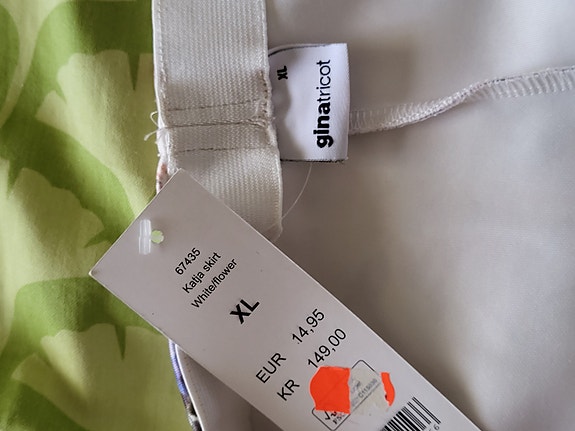 XL
ginatricot
67435
Katja skirt
White/flower
XL
EUR 14,95
KR 149,00